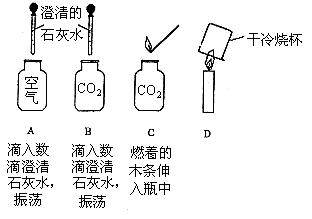 澄清的
石灰水
干冷烧杯
空
气
CO₂
CO₂
A
B
C
D
滴入数
滴澄清
石灰水，
振荡
滴入数
滴澄清
石灰水，
振荡
燃着的
木条伸
入瓶中